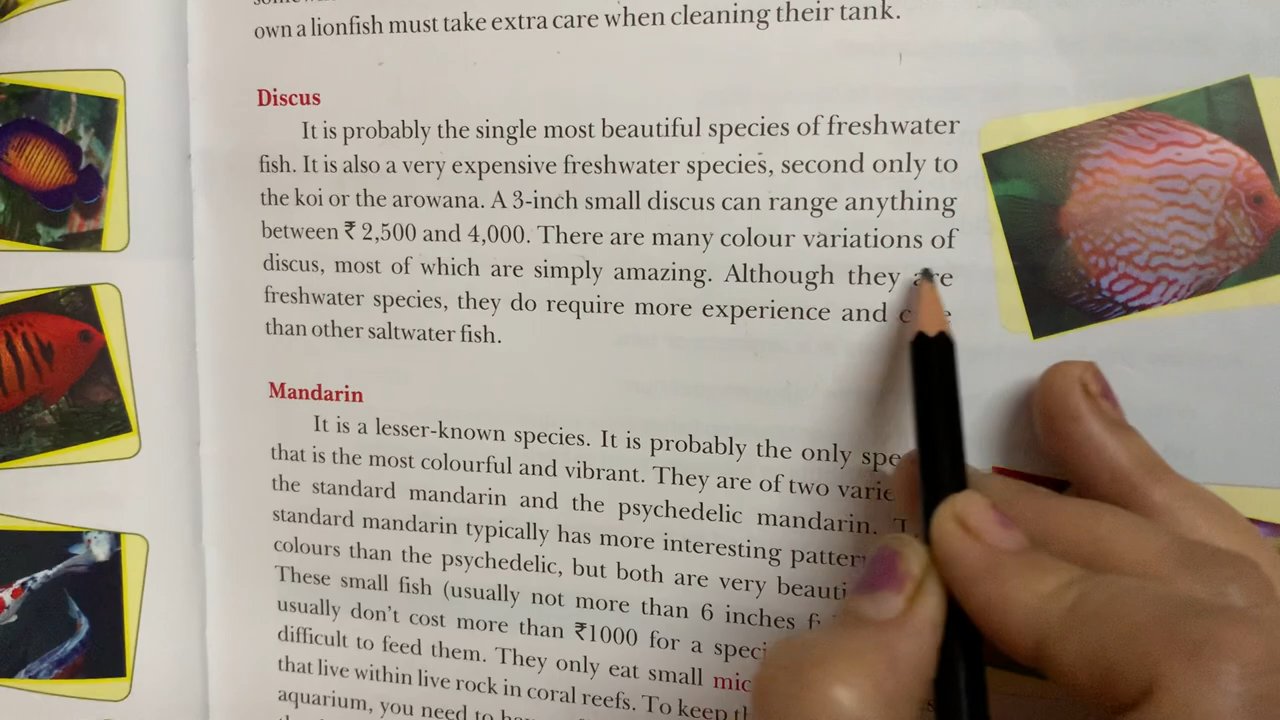 own a lionfish must take extra care when cleaning their tank.
Discus
It is probably the single most beautiful species of freshwater
fish. It is also a very expensive freshwater species, second only to
the koi or the arowana. A 3-inch small discus can range anything
between ₹ 2,500 and 4,000. There are many colour variations of
discus, most of which are simply amazing. Although they are
freshwater species, they do require more experience and
than other saltwater fish.
Mandarin
It is a lesser-known species. It is probably the only
that is the most colourful and vibrant. They are of two
the standard mandarin and the psychedelic mandarin.
standard mandarin typically has more interesting
colours than the psychedelic, but both are very
These small fish (usually not more than 6 inches
usually don't cost more than ₹1000 for a
difficult to feed them. They only eat small
that live within live rock in coral reefs. To keep
aquarium, you need to